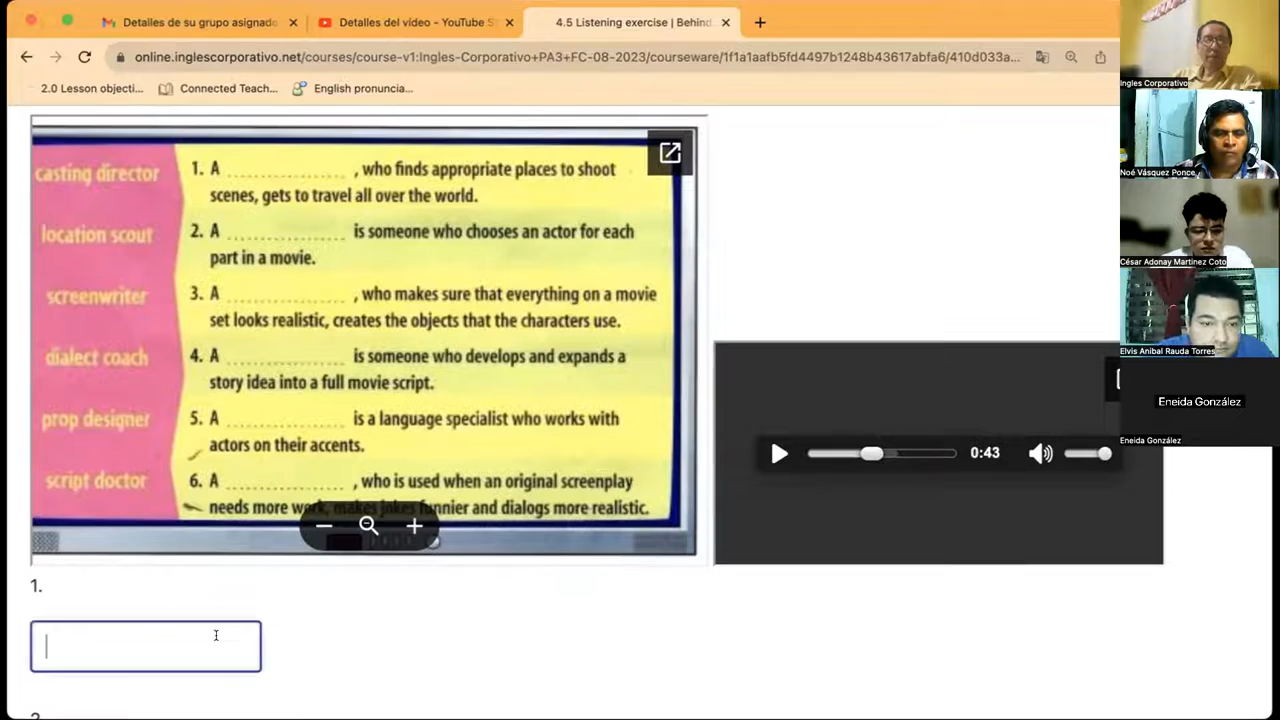 Detalles de su grupo asignado
Detalles del vídeo - YouTube S
4.5 Listening exercise | Behind
online.inglescorporativo.net/courses/course-v1:Ingles-Corporativo+PA3+FC-08-2023/courseware/1f1a1aafb5fd4497b1248b43617abfa6/410d033a...
2.0 Lesson objecti...
Connected Teach...
English pronuncia...
casting director
location scout
screenwriter
dialect coach
prop designer
script doctor
1. A .................... , who finds appropriate places to shoot
scenes, gets to travel all over the world.
2. A .................... is someone who chooses an actor for each
part in a movie.
3. A .................... , who makes sure that everything on a movie
set looks realistic, creates the objects that the characters use.
4. A .................... is someone who develops and expands a
story idea into a full movie script.
5. A .................... is a language specialist who works with
actors on their accents.
6. A .................... , who is used when an original screenplay
needs more work, makes jokes funnier and dialogs more realistic.
0:43
1.
Ingles Corporativo
Noé Vásquez Ponce
César Adonay Martinez Coto
Elvis Anibal Rauda Torres
Eneida González
Eneida González